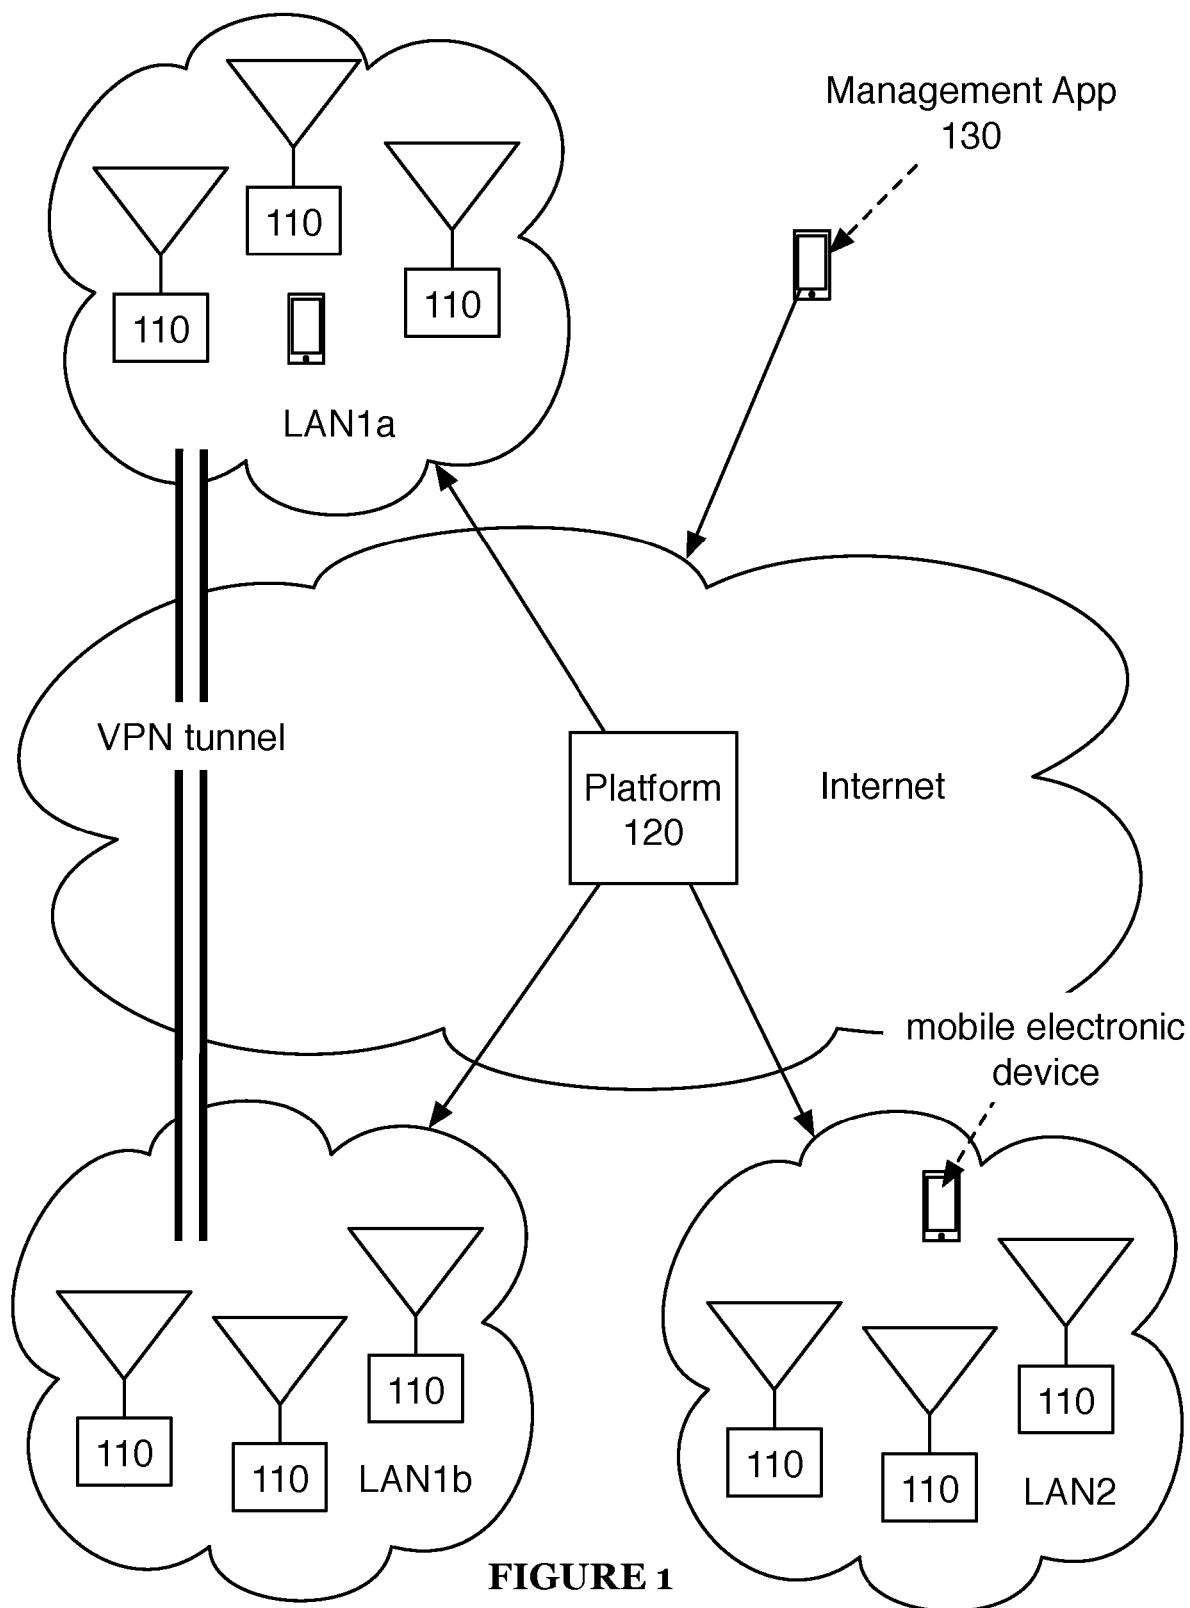 Management App
130
110
110
110
LAN1a
VPN tunnel
Platform
120
Internet
mobile electronic
device
110
110
110
LAN1b
110
110
110
LAN2
FIGURE 1